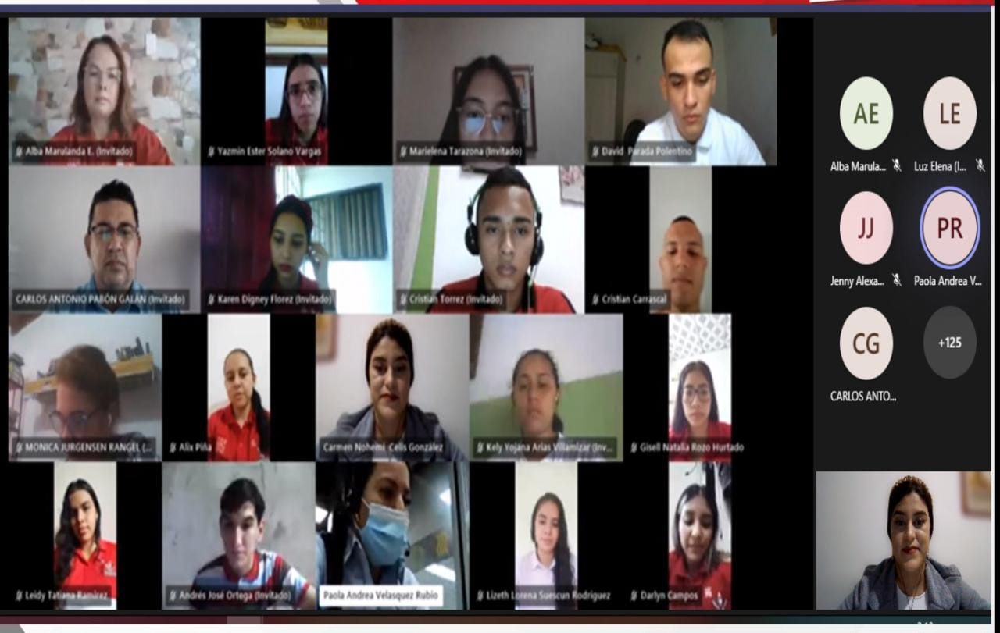 Alba Marulanda E. (Invitado)
Yazmin Ester Solano Vargas
Marielena Tarazona (Invitado)
David Parada Polentino
CARLOS ANTONIO PABÓN GALÁN (Invitado)
Karen Digney Florez (Invitado)
Cristian Torrez (Invitado)
Cristian Carrascal
MONICA JURGENSEN RANGEL (...
Alix Piña
Carmen Nohemi Celis González
Kely Yojana Arias Villamizar (Inv...
Gisell Natalia Rozo Hurtado
Leidy Tatiana Ramirez
Andrés José Ortega (Invitado)
Paola Andrea Velasquez Rubio
Lizeth Lorena Suescun Rodriguez
Darlyn Campos
AE
LE
Alba Marula...
Luz Elena (I...
JJ
PR
Jenny Alexa...
Paola Andrea V...
CG
+125
CARLOS ANTO...